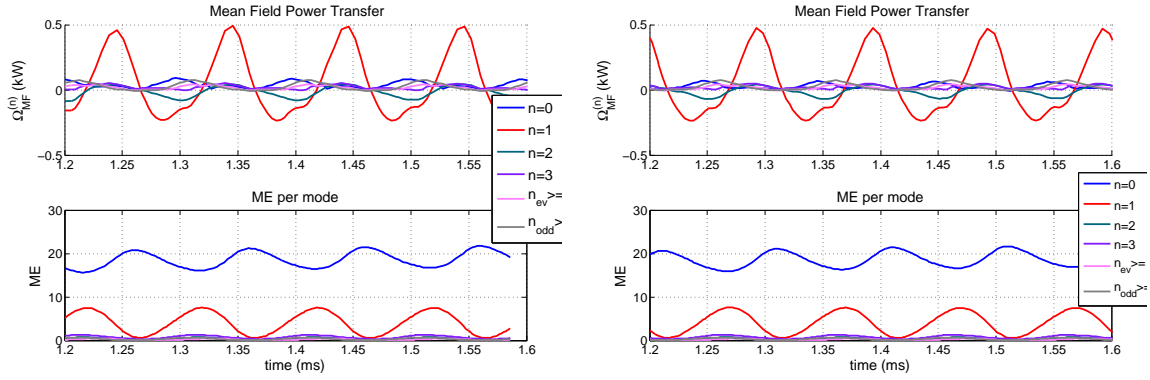 Mean Field Power Transfer
Ω_MF^(n) (kW)
0.5
0
−0.5
1.2 1.25 1.3 1.35 1.4 1.45 1.5 1.55
n=0
n=1
n=2
n=3
n_ev>=
n_odd>
ME per mode
ME
30
20
10
0
1.2 1.25 1.3 1.35 1.4 1.45 1.5 1.55 1.6
time (ms)
Mean Field Power Transfer
Ω_MF^(n) (kW)
0.5
0
−0.5
1.2 1.25 1.3 1.35 1.4 1.45 1.5 1.55 1.6
ME per mode
ME
30
20
10
0
n=0
n=1
n=2
n=3
n_ev>=
n_odd>=
1.2 1.25 1.3 1.35 1.4 1.45 1.5 1.55 1.6
time (ms)